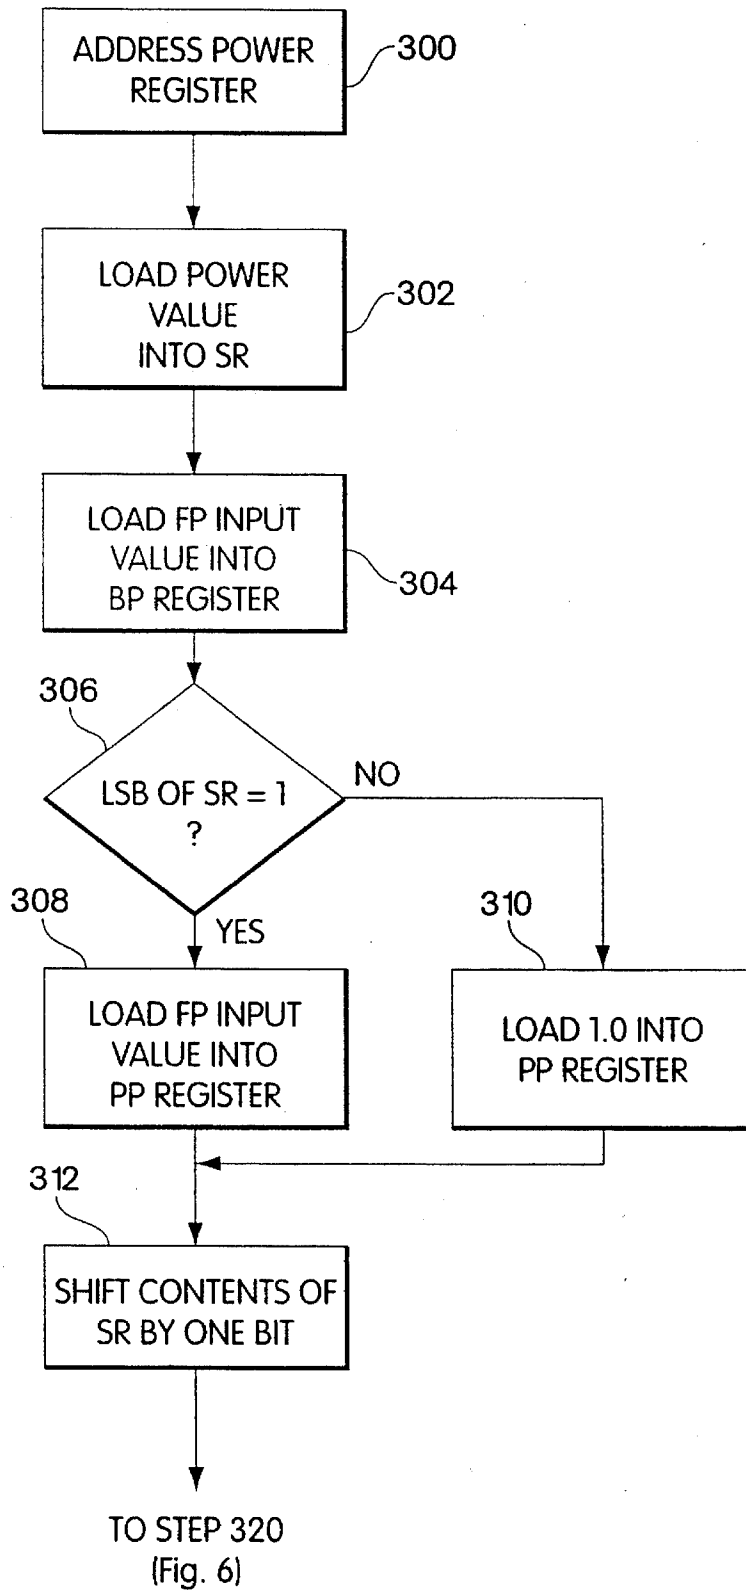 ADDRESS POWER
REGISTER
300
LOAD POWER
VALUE
INTO SR
302
LOAD FP INPUT
VALUE INTO
BP REGISTER
304
306
LSB OF SR = 1
?
NO
YES
308
LOAD FP INPUT
VALUE INTO
PP REGISTER
310
LOAD 1.0 INTO
PP REGISTER
312
SHIFT CONTENTS OF
SR BY ONE BIT
TO STEP 320
(Fig. 6)